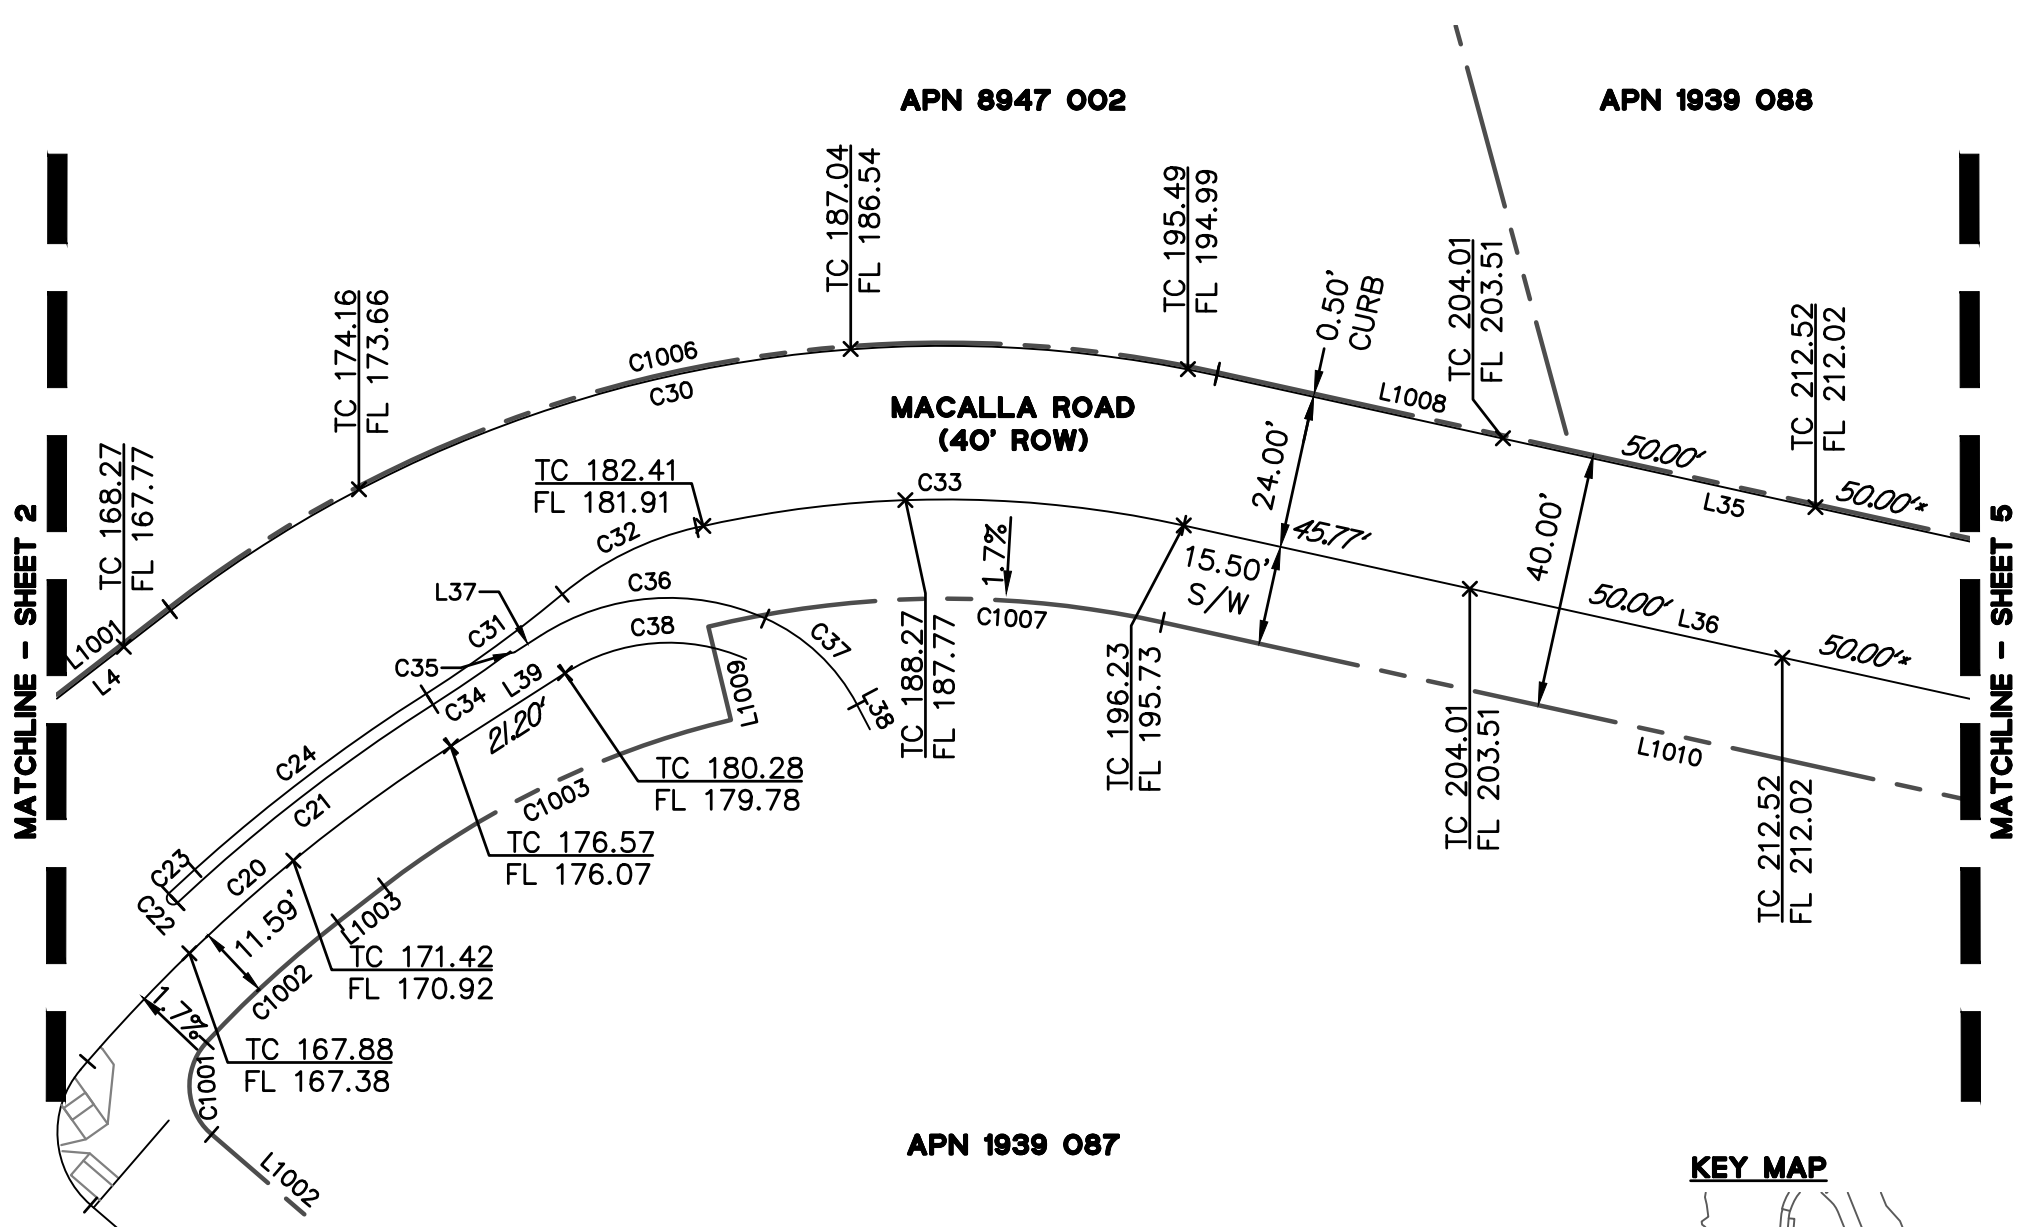 APN 8947 002
APN 1939 088
MATCHLINE - SHEET 2
MATCHLINE - SHEET 5
TC 168.27
FL 167.77
TC 174.16
FL 173.66
TC 187.04
FL 186.54
TC 195.49
FL 194.99
0.50'
CURB
TC 204.01
FL 203.51
TC 212.52
FL 212.02
C1006
C30
L1008
MACALLA ROAD
(40' ROW)
24.00'
50.00'
L35
50.00'*
TC 182.41
FL 181.91
C33
C32
1.7%
45.77'
15.50'
S/W
40.00'
L37
C36
C31
C38
C37
C1007
50.00'
L36
50.00'*
L1001
L4
C35
L39
C34
21.20'
L1009
L38
TC 188.27
FL 187.77
TC 196.23
FL 195.73
TC 204.01
FL 203.51
L1010
TC 212.52
FL 212.02
C24
C21
C1003
TC 180.28
FL 179.78
TC 176.57
FL 176.07
C23
C22
C20
11.59'
L1003
TC 171.42
FL 170.92
C1002
1.7%
TC 167.88
FL 167.38
C1001
L1002
APN 1939 087
KEY MAP